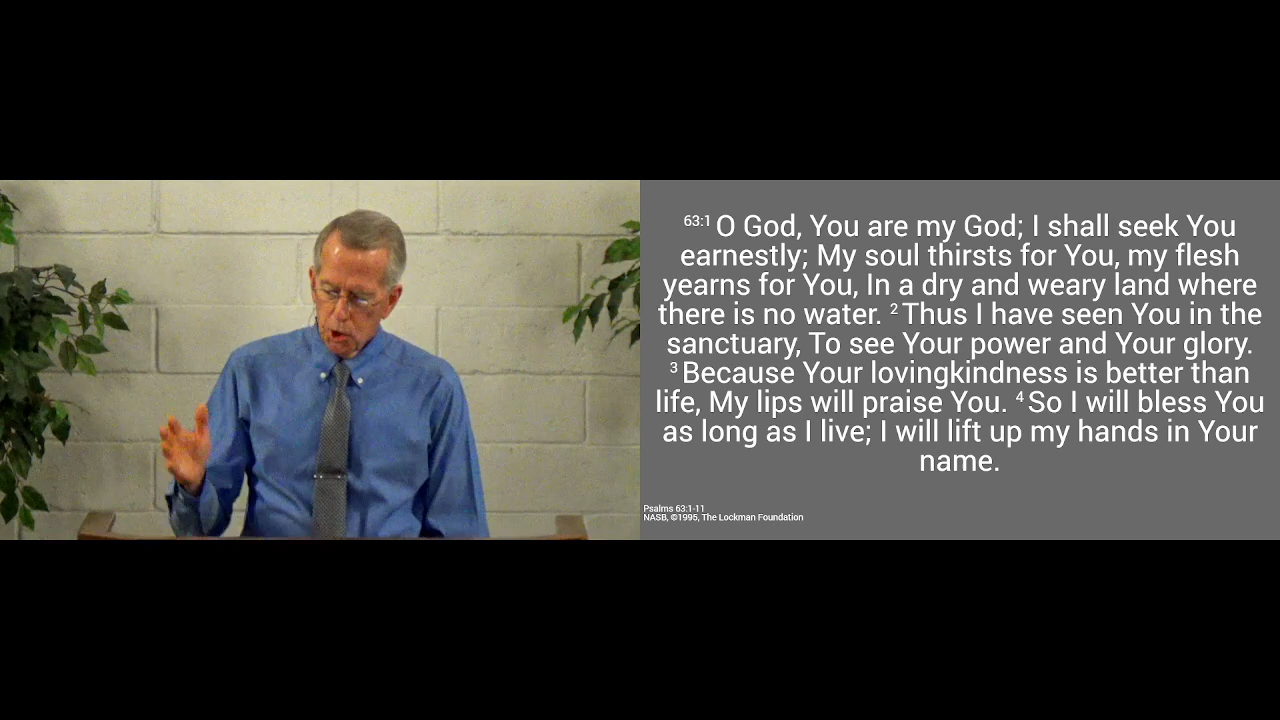 63:1 O God, You are my God; I shall seek You
earnestly; My soul thirsts for You, my flesh
yearns for You, In a dry and weary land where
there is no water. 2 Thus I have seen You in the
sanctuary, To see Your power and Your glory.
3 Because Your lovingkindness is better than
life, My lips will praise You. 4 So I will bless You
as long as I live; I will lift up my hands in Your
name.
Psalms 63:1-11
NASB, ©1995, The Lockman Foundation